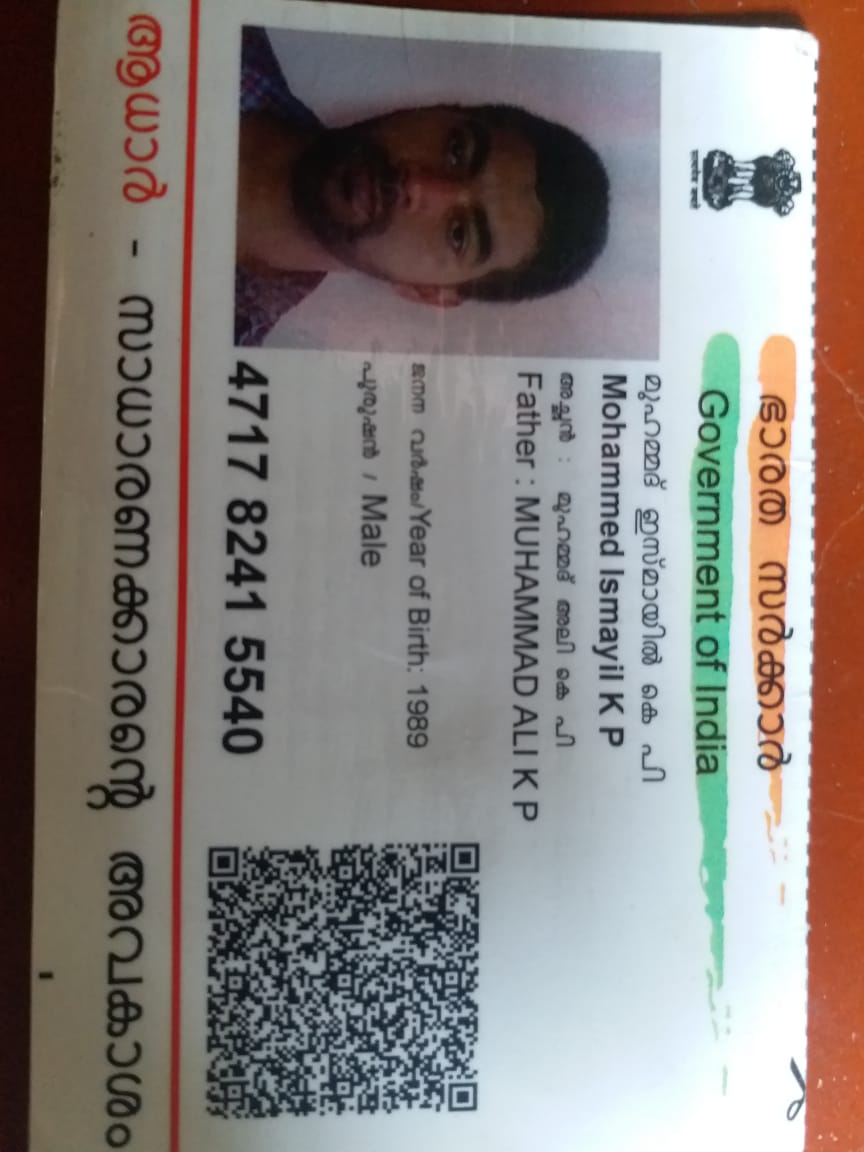 ഭാരത സർക്കാർ
Government of India
മുഹമ്മദ് ഇസ്മായിൽ കെ പി
Mohammed Ismayil K P
അച്ഛൻ : മുഹമ്മദ് അലി കെ പി
Father : MUHAMMAD ALI K P
ജനന വർഷം/Year of Birth: 1989
പുരുഷൻ / Male
4717 8241 5540
ആധാർ - സാധാരണക്കാരന്റെ അവകാശം